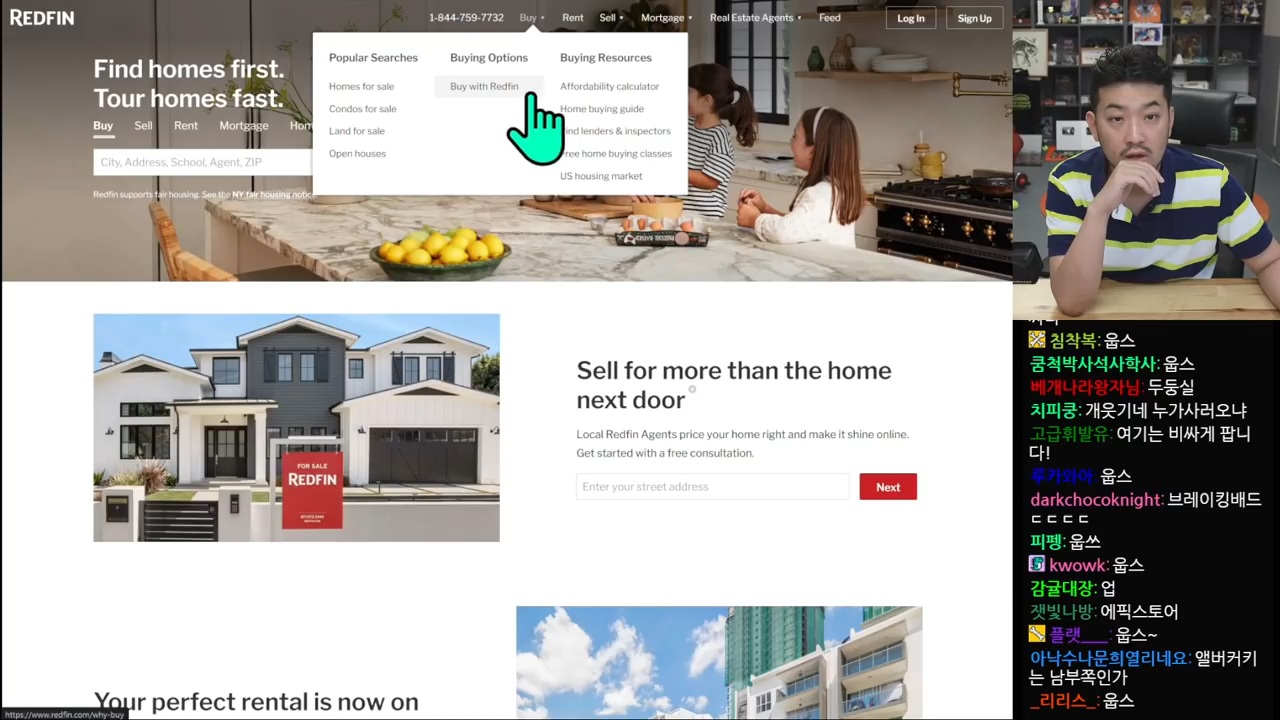 REDFIN
1-844-759-7732 Buy Rent Sell Mortgage Real Estate Agents Feed Log In Sign Up
Find homes first.
Tour homes fast.
Buy Sell Rent Mortgage Hom
City, Address, School, Agent, ZIP
Redfin supports fair housing. See the NY fair housing notice
Popular Searches
Homes for sale
Condos for sale
Land for sale
Open houses
Buying Options
Buy with Redfin
Buying Resources
Affordability calculator
Home buying guide
ind lenders & inspectors
ree home buying classes
US housing market
FOR SALE
REDFIN
Sell for more than the home
next door
Local Redfin Agents price your home right and make it shine online.
Get started with a free consultation.
Enter your street address
Next
Your perfect rental is now on
https://www.redfin.com/why-buy
침착복: 웁스
쿰척박사석사학사: 웁스
베개나라왕자님: 두둥실
치피쿵: 개웃기네 누가사러오냐
고급휘발유: 여기는 비싸게 팝니
다!
루카와이: 웁스
darkchocoknight: 브레이킹배드
ㄷㄷㄷㄷ
피펭: 웁쓰
kwowk: 웁스
감귤대장: 업
잿빛나방: 에픽스토어
플랫___: 웁스~
아낙수나문희열리네요: 앨버커키
는 남부쪽인가
_리리스_: 웁스